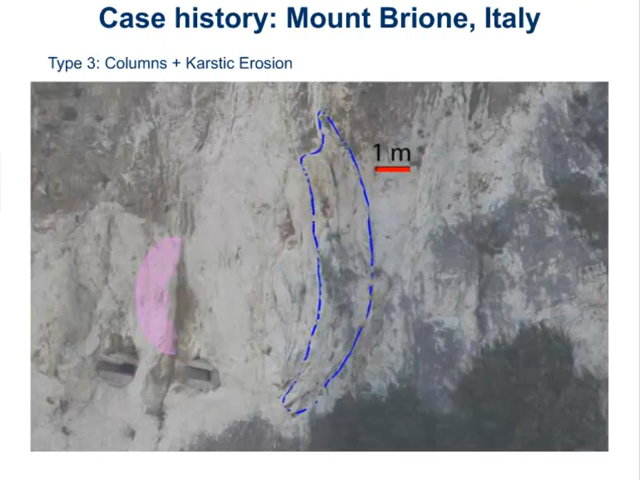 Case history: Mount Brione, Italy
Type 3: Columns + Karstic Erosion
1 m